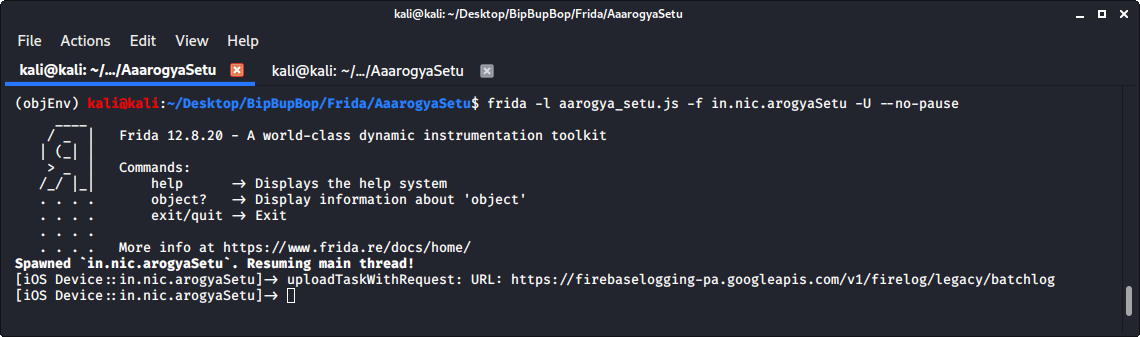 kali@kali: ~/Desktop/BipBupBop/Frida/AaarogyaSetu
File Actions Edit View Help
kali@kali: ~/.../AaarogyaSetu kali@kali: ~/.../AaarogyaSetu
(objEnv) kali@kali:~/Desktop/BipBupBop/Frida/AaarogyaSetu$ frida -l aarogya_setu.js -f in.nic.arogyaSetu -U --no-pause
____
/ _ | Frida 12.8.20 - A world-class dynamic instrumentation toolkit
| (_| |
> _ | Commands:
/_/ |_| help -> Displays the help system
. . . . object? -> Display information about 'object'
. . . . exit/quit -> Exit
. . . .
. . . . More info at https://www.frida.re/docs/home/
Spawned `in.nic.arogyaSetu`. Resuming main thread!
[iOS Device::in.nic.arogyaSetu]-> uploadTaskWithRequest: URL: https://firebaselogging-pa.googleapis.com/v1/firelog/legacy/batchlog
[iOS Device::in.nic.arogyaSetu]->